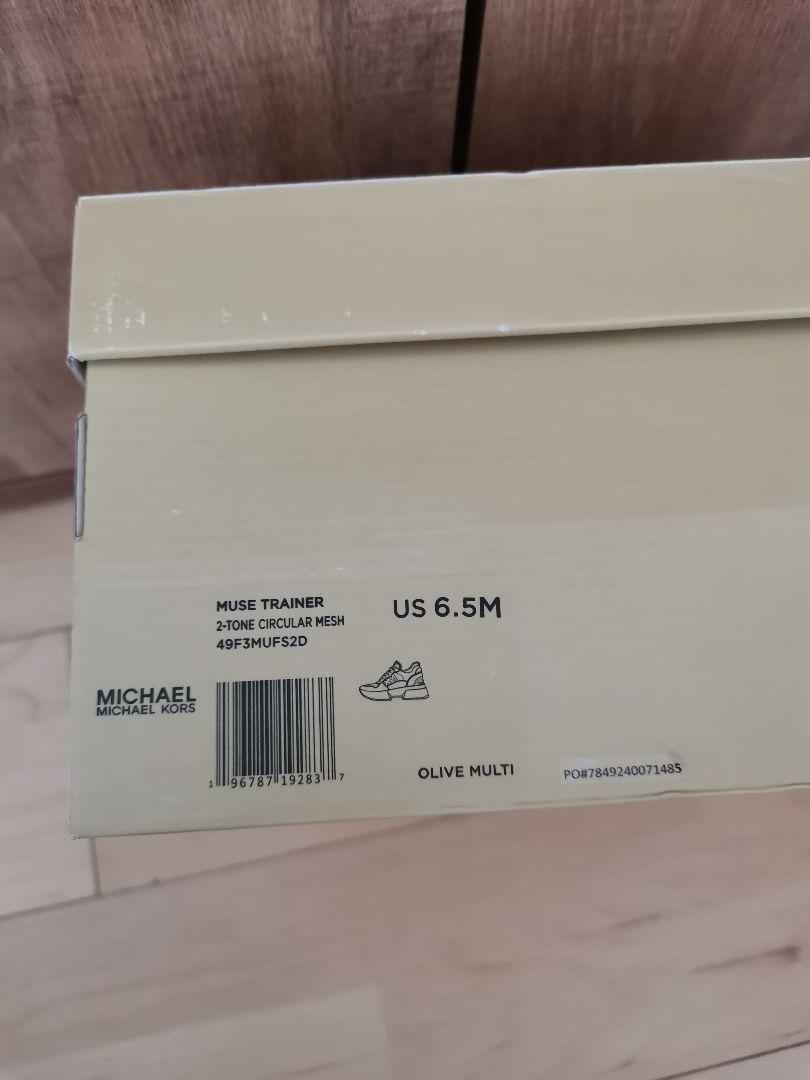 MUSE TRAINER
2-TONE CIRCULAR MESH
49F3MUFS2D
US 6.5M
MICHAEL
MICHAEL KORS
1 96787 19283 7
OLIVE MULTI
PO#7849240071485